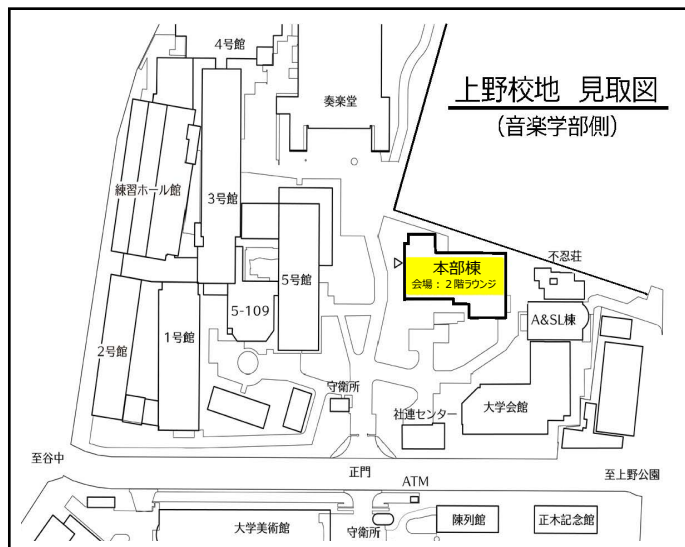 上野校地 見取図
(音楽学部側)
4号館
奏楽堂
練習ホール館
3号館
5号館
本部棟
会場：2階ラウンジ
不忍荘
5-109
A&SL棟
1号館
2号館
守衛所
社連センター
大学会館
至谷中
正門
ATM
至上野公園
大学美術館
守衛所
陳列館
正木記念館